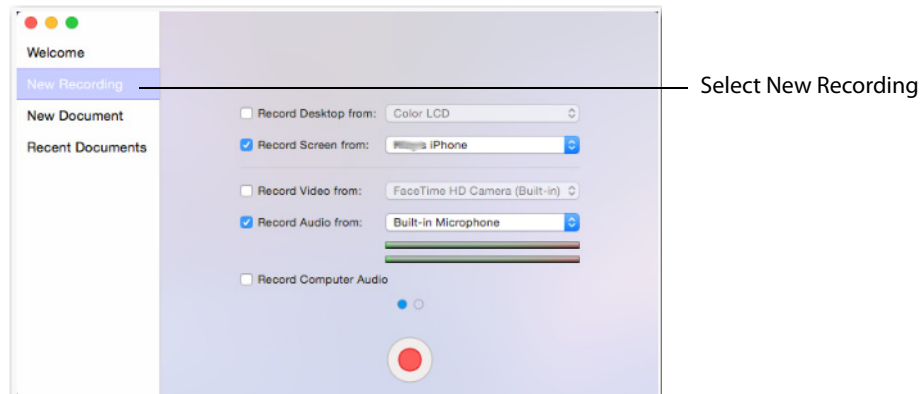 Welcome
New Recording
Select New Recording
New Document
Record Desktop from: Color LCD
Recent Documents
Record Screen from: iPhone
Record Video from: FaceTime HD Camera (Built-in)
Record Audio from: Built-in Microphone
Record Computer Audio